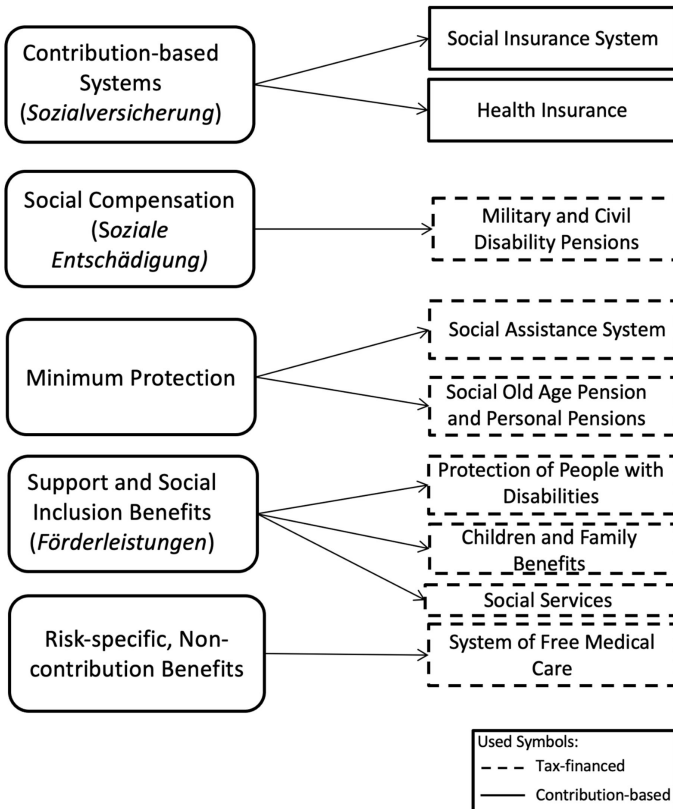 Contribution-based
Systems
(Sozialversicherung)
Social Insurance System
Health Insurance
Social Compensation
(Soziale
Entschädigung)
Military and Civil
Disability Pensions
Minimum Protection
Social Assistance System
Social Old Age Pension
and Personal Pensions
Support and Social
Inclusion Benefits
(Förderleistungen)
Protection of People with
Disabilities
Children and Family
Benefits
Social Services
Risk-specific, Non-
contribution Benefits
System of Free Medical
Care
Used Symbols:
Tax-financed
Contribution-based